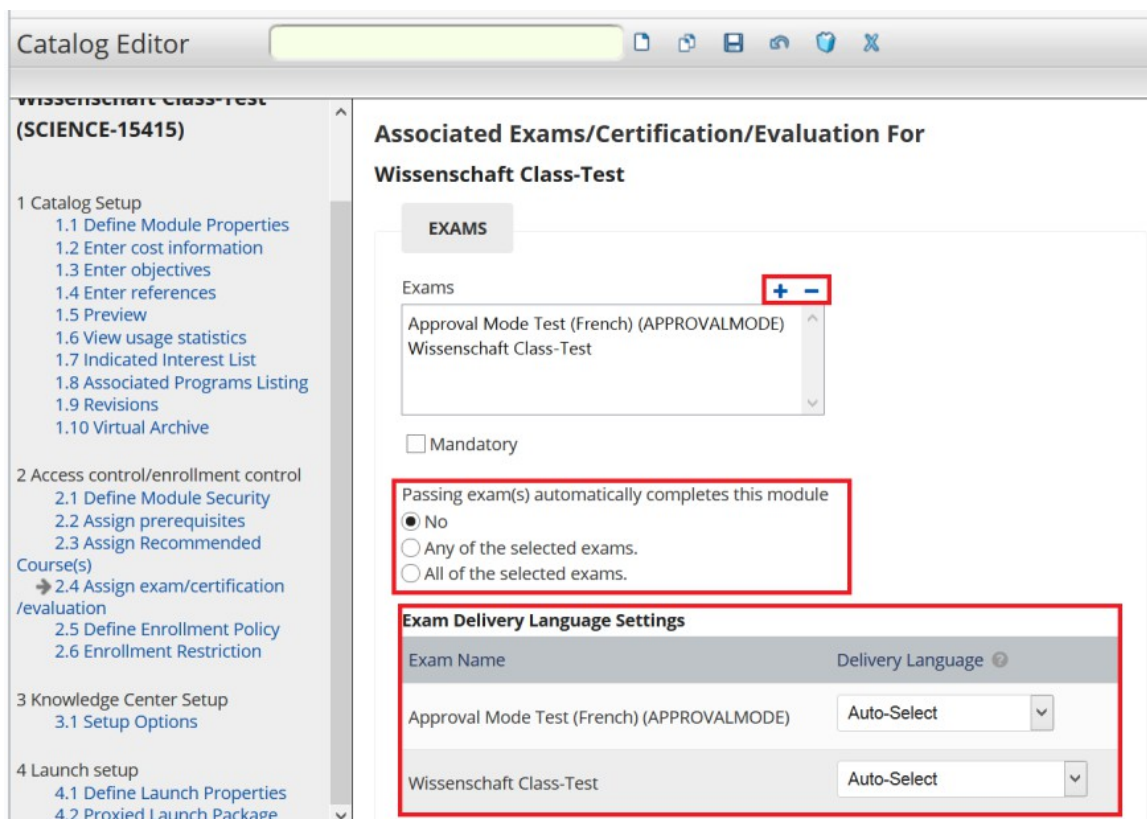 Catalog Editor
Wissenschaft Class-Test
(SCIENCE-15415)
1 Catalog Setup
1.1 Define Module Properties
1.2 Enter cost information
1.3 Enter objectives
1.4 Enter references
1.5 Preview
1.6 View usage statistics
1.7 Indicated Interest List
1.8 Associated Programs Listing
1.9 Revisions
1.10 Virtual Archive
2 Access control/enrollment control
2.1 Define Module Security
2.2 Assign prerequisites
2.3 Assign Recommended
Course(s)
2.4 Assign exam/certification
/evaluation
2.5 Define Enrollment Policy
2.6 Enrollment Restriction
3 Knowledge Center Setup
3.1 Setup Options
4 Launch setup
4.1 Define Launch Properties
4.2 Proxied Launch Package
Associated Exams/Certification/Evaluation For
Wissenschaft Class-Test
EXAMS
Exams
Approval Mode Test (French) (APPROVALMODE)
Wissenschaft Class-Test
Mandatory
Passing exam(s) automatically completes this module
No
Any of the selected exams.
All of the selected exams.
Exam Delivery Language Settings
Exam Name Delivery Language
Approval Mode Test (French) (APPROVALMODE) Auto-Select
Wissenschaft Class-Test Auto-Select